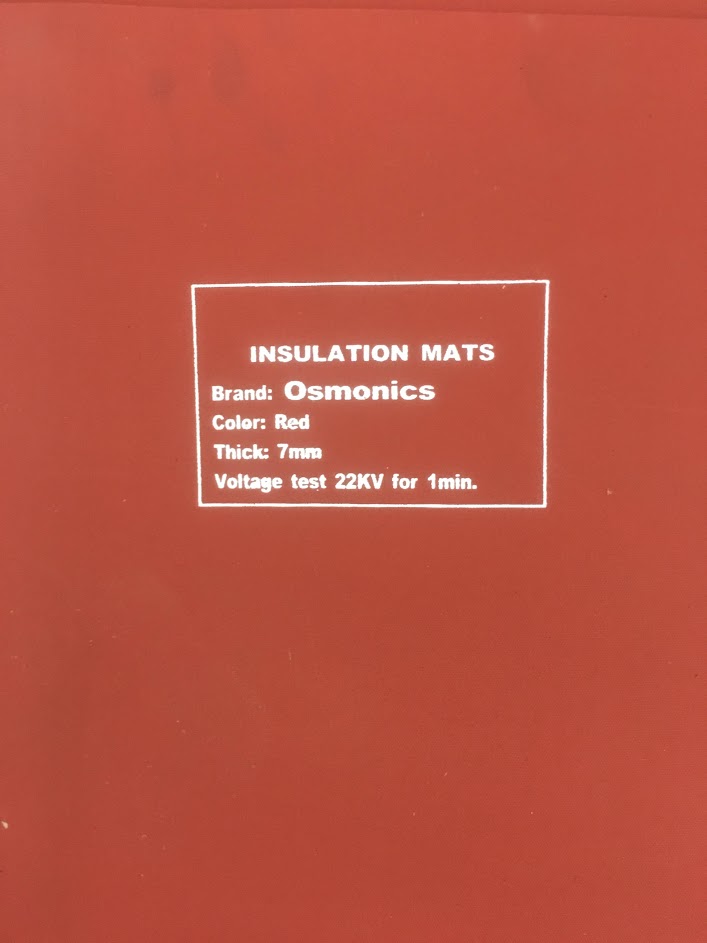 INSULATION MATS
Brand: Osmonics
Color: Red
Thick: 7mm
Voltage test 22KV for 1min.